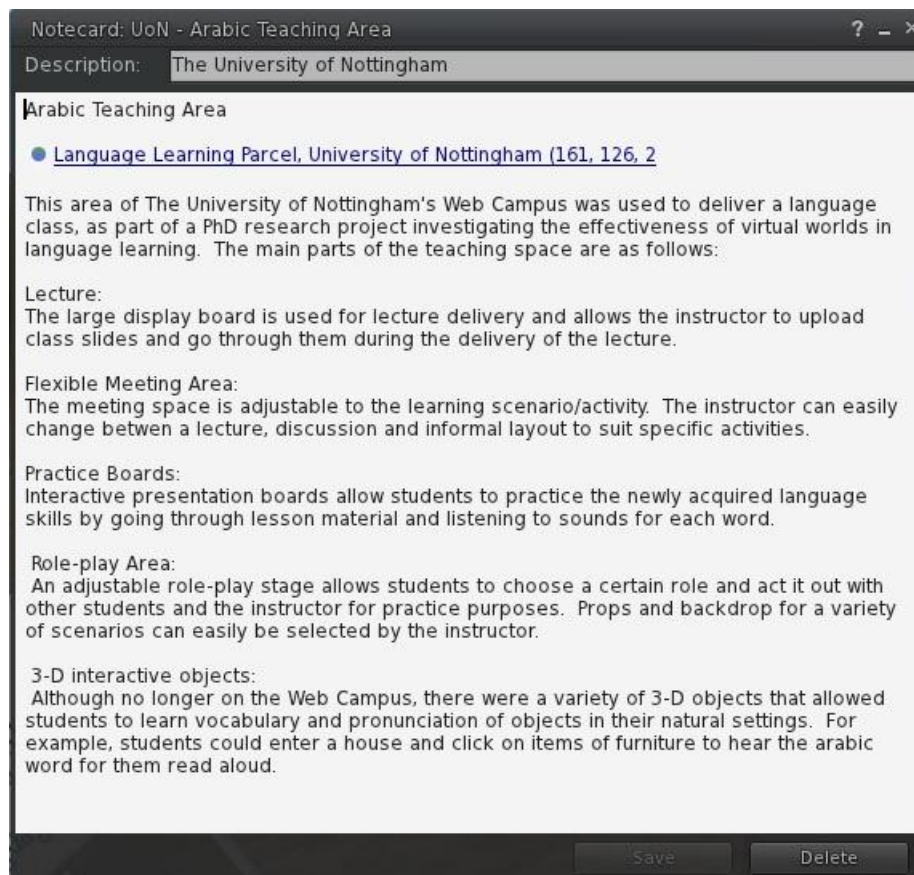 Notecard: UoN - Arabic Teaching Area ? – ×
Description: The University of Nottingham
Arabic Teaching Area
Language Learning Parcel, University of Nottingham (161, 126, 2
This area of The University of Nottingham's Web Campus was used to deliver a language
class, as part of a PhD research project investigating the effectiveness of virtual worlds in
language learning.  The main parts of the teaching space are as follows:
Lecture:
The large display board is used for lecture delivery and allows the instructor to upload
class slides and go through them during the delivery of the lecture.
Flexible Meeting Area:
The meeting space is adjustable to the learning scenario/activity.  The instructor can easily
change betwen a lecture, discussion and informal layout to suit specific activities.
Practice Boards:
Interactive presentation boards allow students to practice the newly acquired language
skills by going through lesson material and listening to sounds for each word.
Role-play Area:
An adjustable role-play stage allows students to choose a certain role and act it out with
other students and the instructor for practice purposes.  Props and backdrop for a variety
of scenarios can easily be selected by the instructor.
3-D interactive objects:
Although no longer on the Web Campus, there were a variety of 3-D objects that allowed
students to learn vocabulary and pronunciation of objects in their natural settings.  For
example, students could enter a house and click on items of furniture to hear the arabic
word for them read aloud.
Save Delete